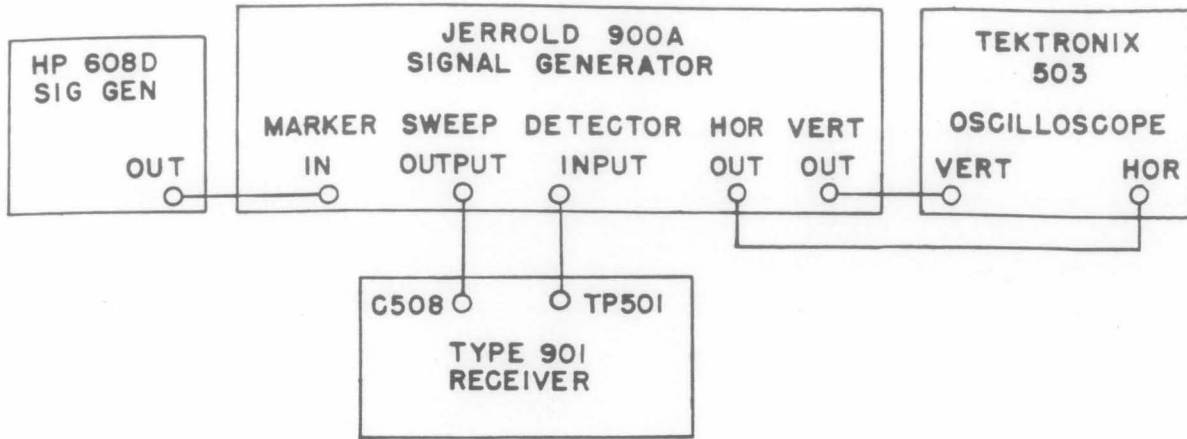 HP 608D
SIG GEN
OUT
JERROLD 900A
SIGNAL GENERATOR
MARKER IN
SWEEP OUTPUT
DETECTOR INPUT
HOR OUT
VERT OUT
TEKTRONIX
503
OSCILLOSCOPE
VERT
HOR
C508
TP501
TYPE 901
RECEIVER